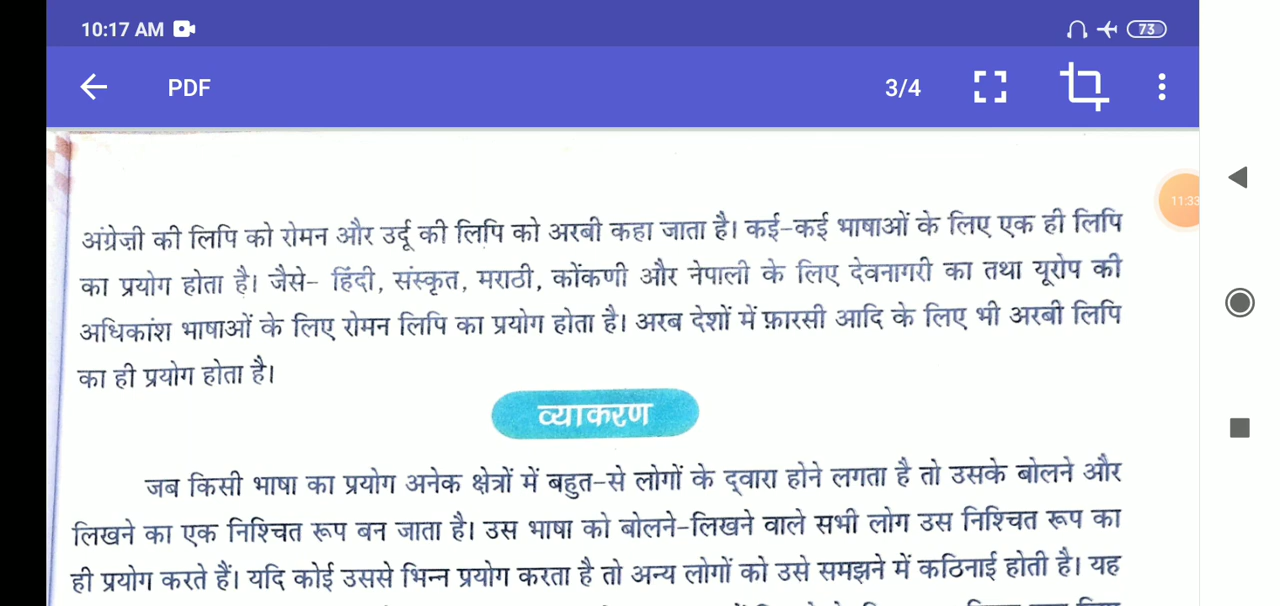 10:17 AM
73
PDF
3/4
11:33
अंग्रेज़ी की लिपि को रोमन और उर्दू की लिपि को अरबी कहा जाता है। कई-कई भाषाओं के लिए एक ही लिपि
का प्रयोग होता है। जैसे- हिंदी, संस्कृत, मराठी, कोंकणी और नेपाली के लिए देवनागरी का तथा यूरोप की
अधिकांश भाषाओं के लिए रोमन लिपि का प्रयोग होता है। अरब देशों में फ़ारसी आदि के लिए भी अरबी लिपि
का ही प्रयोग होता है।
व्याकरण
जब किसी भाषा का प्रयोग अनेक क्षेत्रों में बहुत-से लोगों के द्वारा होने लगता है तो उसके बोलने और
लिखने का एक निश्चित रूप बन जाता है। उस भाषा को बोलने-लिखने वाले सभी लोग उस निश्चित रूप का
ही प्रयोग करते हैं। यदि कोई उससे भिन्न प्रयोग करता है तो अन्य लोगों को उसे समझने में कठिनाई होती है। यह